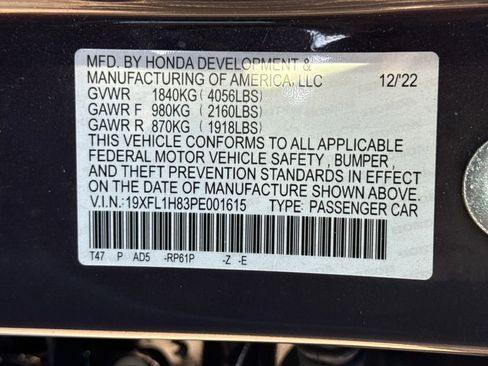 MFD. BY HONDA DEVELOPMENT &
MANUFACTURING OF AMERICA, LLC 12/'22
GVWR 1840KG ( 4056LBS)
GAWR F 980KG ( 2160LBS)
GAWR R 870KG ( 1918LBS)
THIS VEHICLE CONFORMS TO ALL APPLICABLE
FEDERAL MOTOR VEHICLE SAFETY , BUMPER ,
AND THEFT PREVENTION STANDARDS IN EFFECT
ON THE DATE OF MANUFACTURE SHOWN ABOVE.
V.I.N.: 19XFL1H83PE001615 TYPE: PASSENGER CAR
T47 P AD5 -RP61P -Z -E